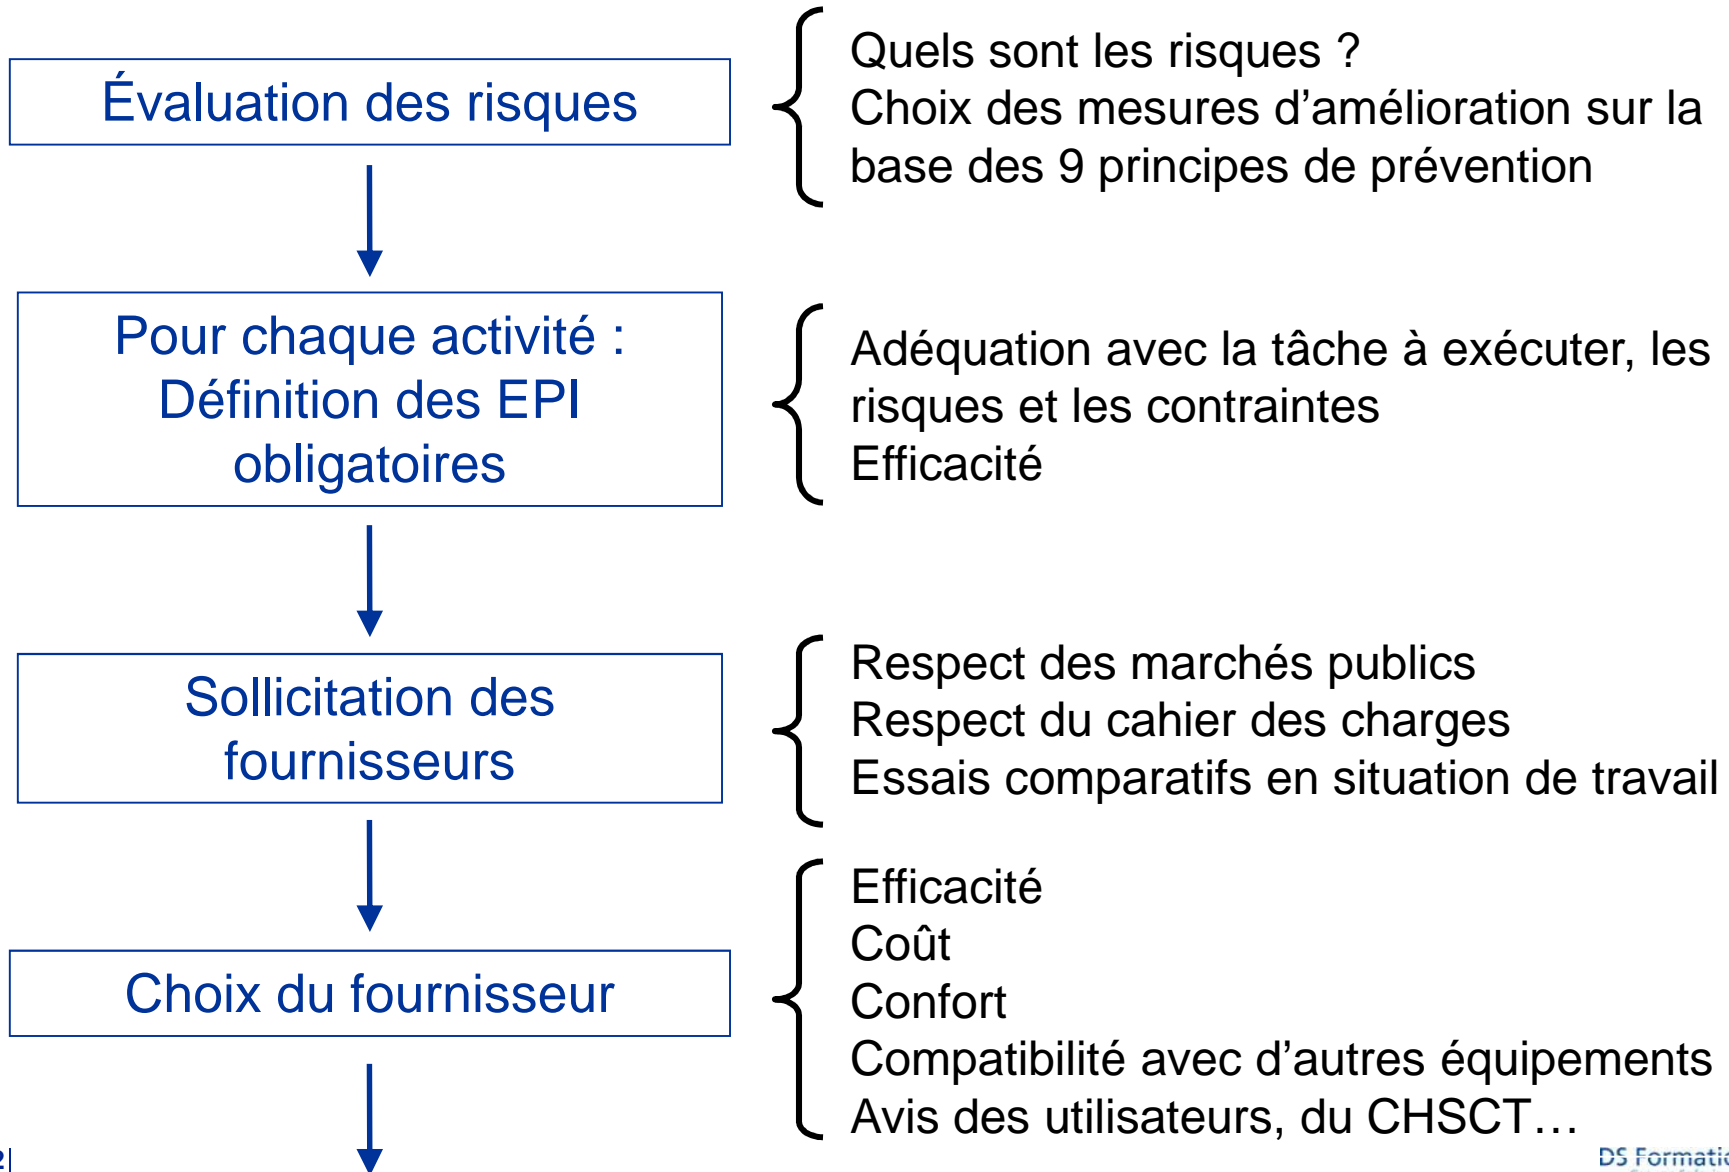 Évaluation des risques
Quels sont les risques ?
Choix des mesures d’amélioration sur la
base des 9 principes de prévention
Pour chaque activité :
Définition des EPI
obligatoires
Adéquation avec la tâche à exécuter, les
risques et les contraintes
Efficacité
Sollicitation des
fournisseurs
Respect des marchés publics
Respect du cahier des charges
Essais comparatifs en situation de travail
Choix du fournisseur
Efficacité
Coût
Confort
Compatibilité avec d’autres équipements
Avis des utilisateurs, du CHSCT…
DS